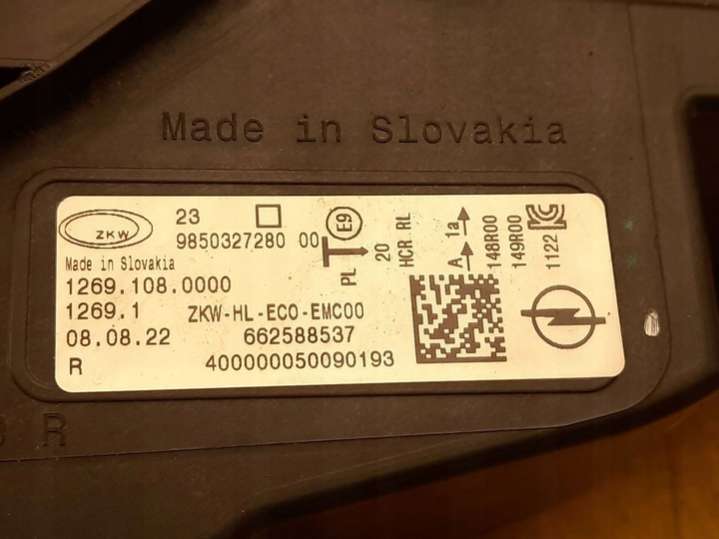 Made in Slovakia
ZKW
23
9850327280 00
Made in Slovakia
1269.108.0000
1269.1 ZKW-HL-ECO-EMC00
08.08.22 662588537
R 400000050090193
E9
PL
20
HCR RL
A 1a
148R00
149R00
1122
R